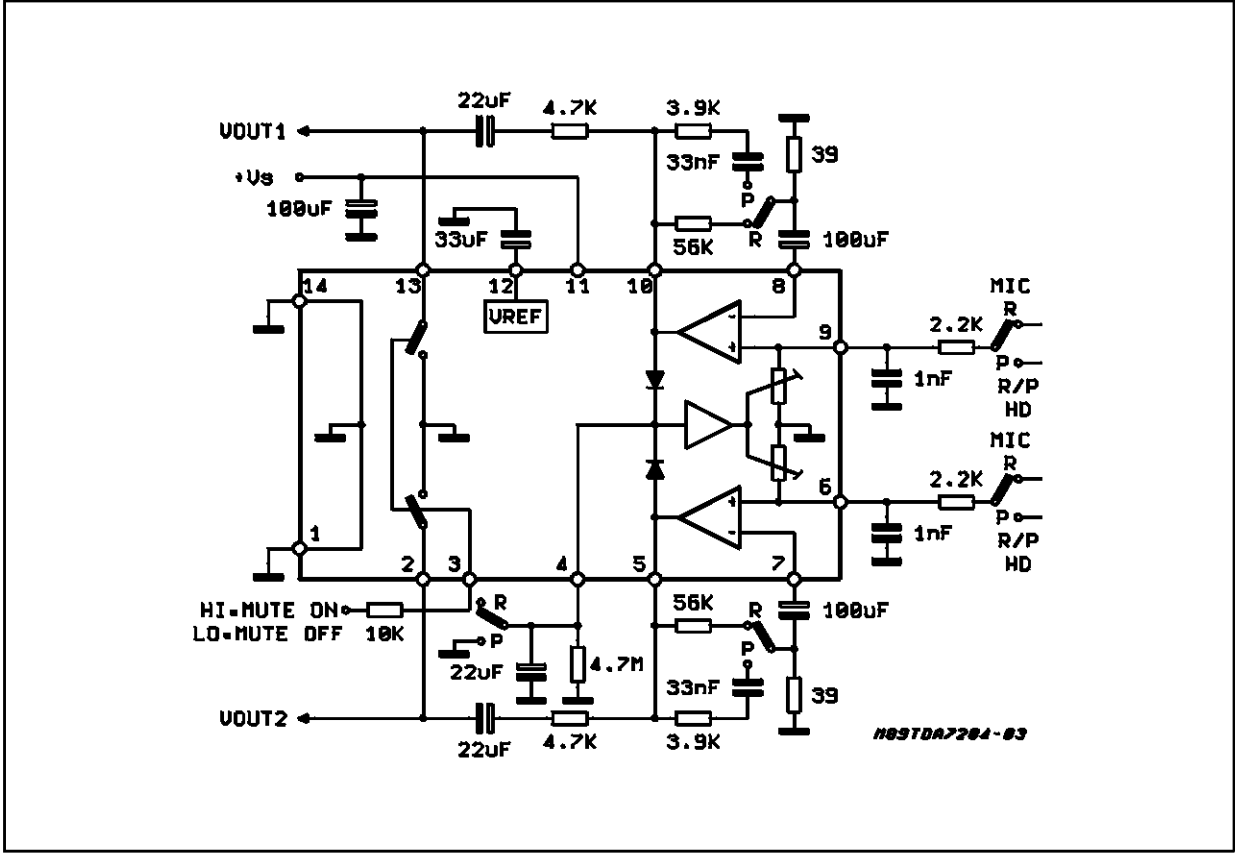 22uF 4.7K 3.9K
VOUT1
33nF 39
+Vs
P
100uF 33uF 56K R 100uF
14 13 12 11 10 8
MIC
VREF R
9 2.2K
P
1nF R/P
HD
MIC
R
6 2.2K
P
1 1nF R/P
2 3 4 5 7 HD
HI=MUTE ON R 56K R 100uF
LO=MUTE OFF 10K P P
22uF 4.7M 33nF 39
VOUT2
22uF 4.7K 3.9K
M89TDA7284-03